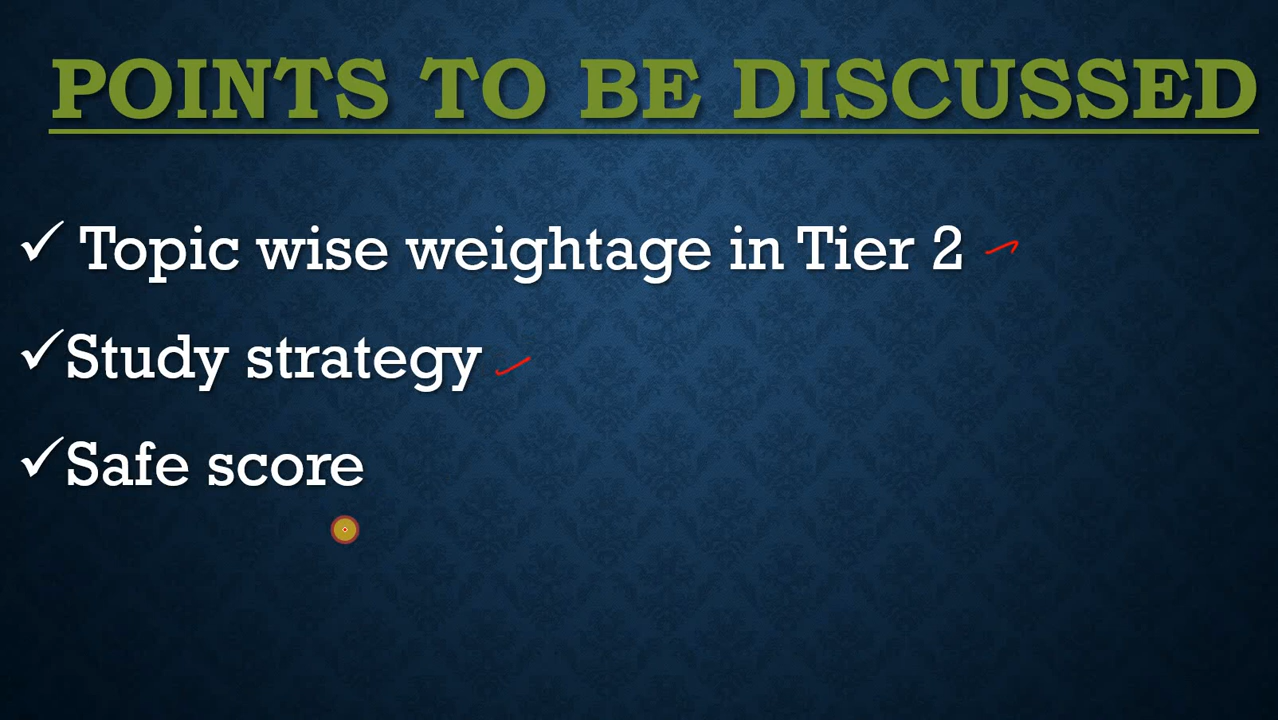 POINTS TO BE DISCUSSED
Topic wise weightage in Tier 2
Study strategy
Safe score